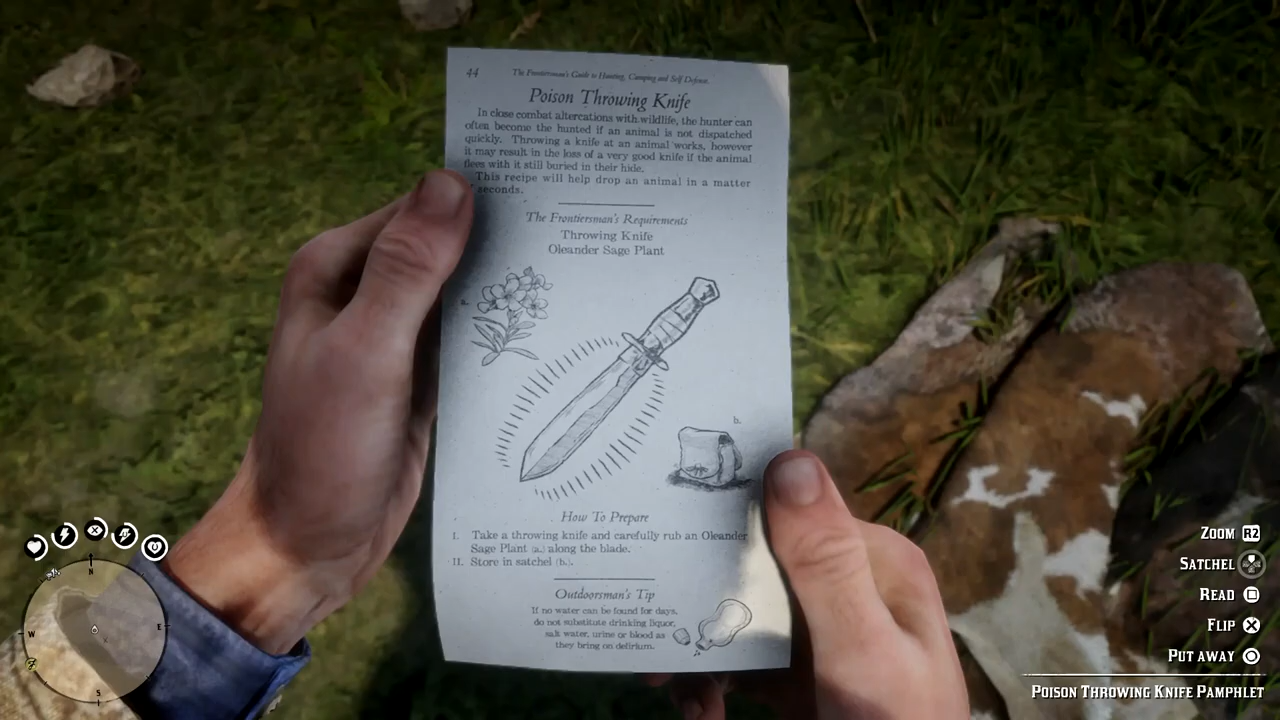 44 The Frontiersman's Guide to Hunting, Camping and Self Defense.
Poison Throwing Knife
In close combat altercations with wildlife, the hunter can
often become the hunted if an animal is not dispatched
quickly. Throwing a knife at an animal works, however
it may result in the loss of a very good knife if the animal
flees with it still buried in their hide.
This recipe will help drop an animal in a matter
seconds.
The Frontiersman's Requirements
Throwing Knife
Oleander Sage Plant
a.
b.
How To Prepare
I. Take a throwing knife and carefully rub an Oleander
Sage Plant (a.) along the blade.
II. Store in satchel (b.).
Outdoorsman's Tip
If no water can be found for days,
do not substitute drinking liquor,
salt water, urine or blood as
they bring on delirium.
N
W
E
S
ZOOM R2
SATCHEL
READ
FLIP
PUT AWAY
POISON THROWING KNIFE PAMPHLET